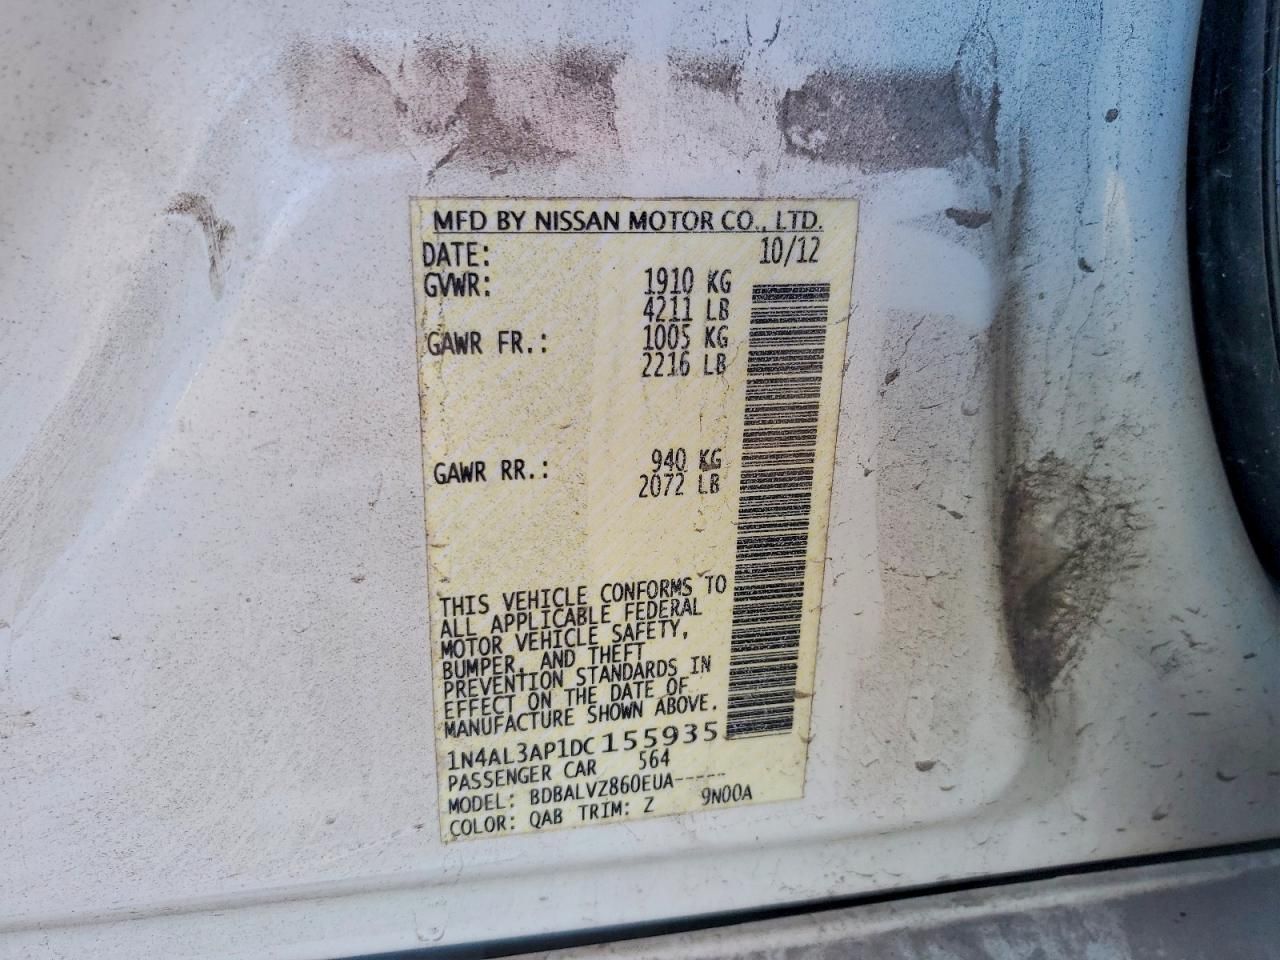 MFD BY NISSAN MOTOR CO., LTD.
DATE: 10/12
GVWR: 1910 KG
4211 LB
GAWR FR.: 1005 KG
2216 LB
GAWR RR.: 940 KG
2072 LB
THIS VEHICLE CONFORMS TO
ALL APPLICABLE FEDERAL
MOTOR VEHICLE SAFETY,
BUMPER, AND THEFT
PREVENTION STANDARDS IN
EFFECT ON THE DATE OF
MANUFACTURE SHOWN ABOVE.
1N4AL3AP1DC155935
PASSENGER CAR 564
MODEL: BDBALVZ860EUA-----
COLOR: QAB TRIM: Z 9N00A